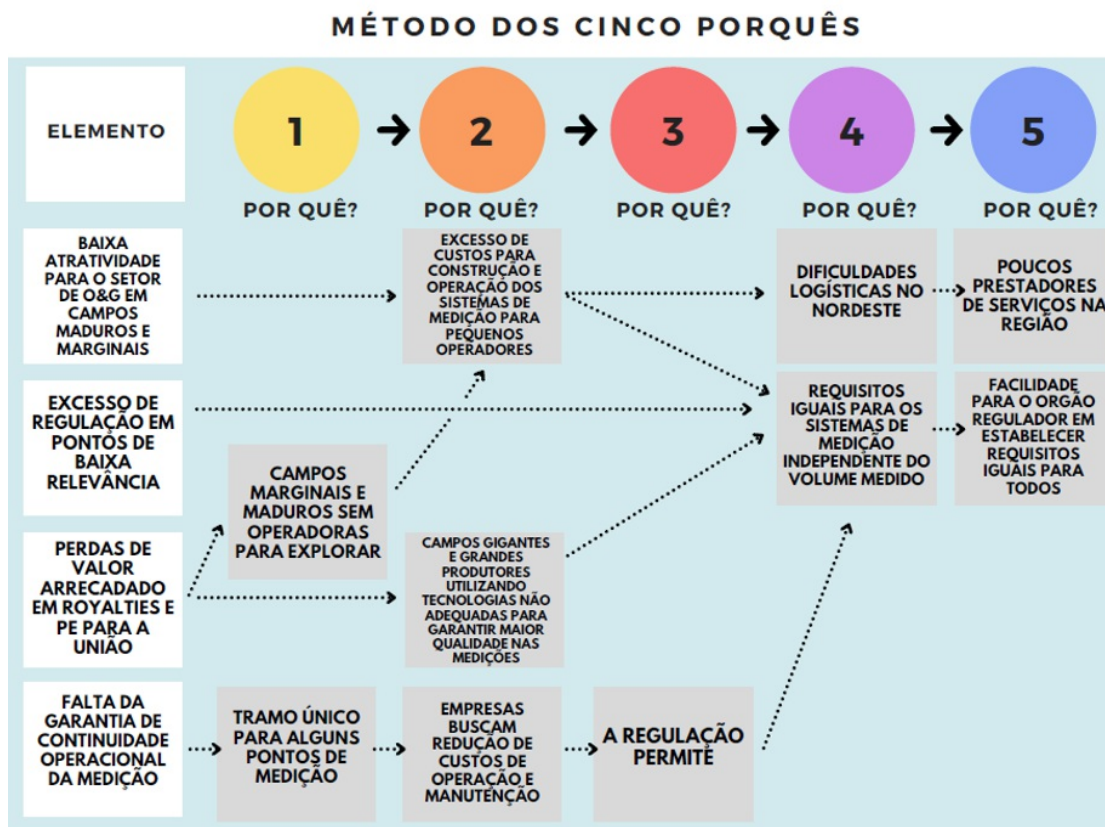 MÉTODO DOS CINCO PORQUÊS
ELEMENTO
1
2
3
4
5
POR QUÊ?
POR QUÊ?
POR QUÊ?
POR QUÊ?
POR QUÊ?
BAIXA
ATRATIVIDADE
PARA O SETOR
DE O&G EM
CAMPOS
MADUROS E
MARGINAIS
EXCESSO DE
CUSTOS PARA
CONSTRUÇÃO E
OPERAÇÃO DOS
SISTEMAS DE
MEDIÇÃO PARA
PEQUENOS
OPERADORES
DIFICULDADES
LOGÍSTICAS NO
NORDESTE
POUCOS
PRESTADORES
DE SERVIÇOS NA
REGIÃO
EXCESSO DE
REGULAÇÃO EM
PONTOS DE
BAIXA
RELEVÂNCIA
REQUISITOS
IGUAIS PARA OS
SISTEMAS DE
MEDIÇÃO
INDEPENDENTE DO
VOLUME MEDIDO
FACILIDADE
PARA O ORGÃO
REGULADOR EM
ESTABELECER
REQUISITOS
IGUAIS PARA
TODOS
CAMPOS
MARGINAIS E
MADUROS SEM
OPERADORAS
PARA EXPLORAR
PERDAS DE
VALOR
ARRECADADO
EM ROYALTIES E
PE PARA A
UNIÃO
CAMPOS GIGANTES
E GRANDES
PRODUTORES
UTILIZANDO
TECNOLOGIAS NÃO
ADEQUADAS PARA
GARANTIR MAIOR
QUALIDADE NAS
MEDIÇÕES
FALTA DA
GARANTIA DE
CONTINUIDADE
OPERACIONAL
DA MEDIÇÃO
TRAMO ÚNICO
PARA ALGUNS
PONTOS DE
MEDIÇÃO
EMPRESAS
BUSCAM
REDUÇÃO DE
CUSTOS DE
OPERAÇÃO E
MANUTENÇÃO
A REGULAÇÃO
PERMITE